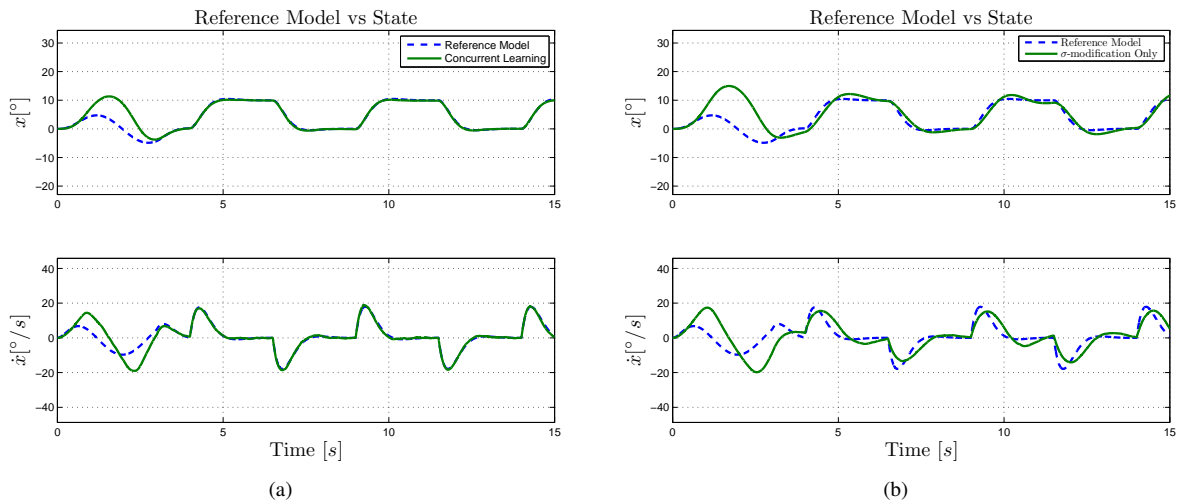 Reference Model vs State
30
20
10
0
−10
−20
x[°]
Reference Model
Concurrent Learning
0 5 10 15
40
20
0
−20
−40
ẋ[°/s]
0 5 10 15
Time [s]
(a)
Reference Model vs State
30
20
10
0
−10
−20
x[°]
Reference Model
σ-modification Only
0 5 10 15
40
20
0
−20
−40
ẋ[°/s]
0 5 10 15
Time [s]
(b)